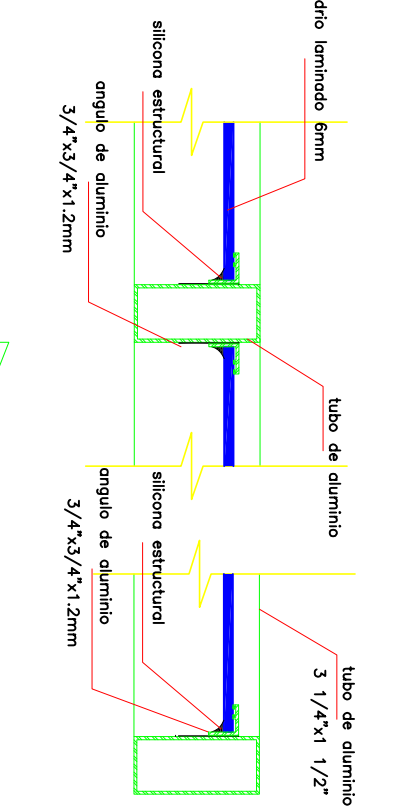 drio laminado 6mm
silicona estructural
angulo de aluminio
3/4"x3/4"x1.2mm
tubo de aluminio
silicona estructural
angulo de aluminio
3/4"x3/4"x1.2mm
tubo de aluminio
3 1/4"x1 1/2"